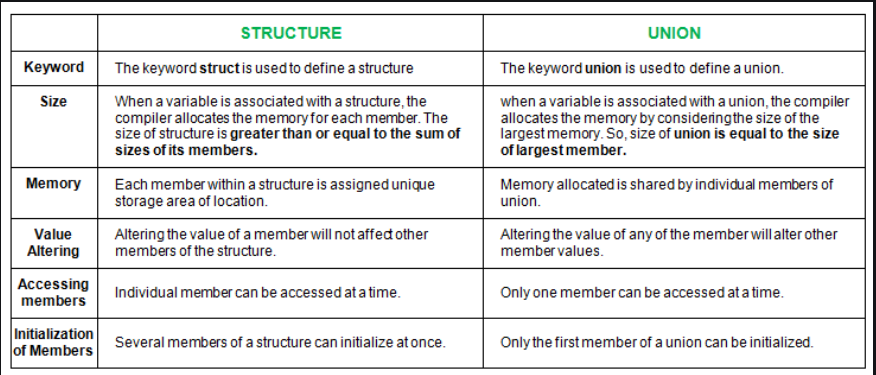 STRUCTURE UNION
Keyword The keyword struct is used to define a structure The keyword union is used to define a union.
Size When a variable is associated with a structure, the when a variable is associated with a union, the compiler
compiler allocates the memory for each member. The allocates the memory by considering the size of the
size of structure is greater than or equal to the sum of largest memory. So, size of union is equal to the size
sizes of its members. of largest member.
Memory Each member within a structure is assigned unique Memory allocated is shared by individual members of
storage area of location. union.
Value Altering the value of a member will not affect other Altering the value of any of the member will alter other
Altering members of the structure. member values.
Accessing
members Individual member can be accessed at a time. Only one member can be accessed at a time.
Initialization
of Members Several members of a structure can initialize at once. Only the first member of a union can be initialized.